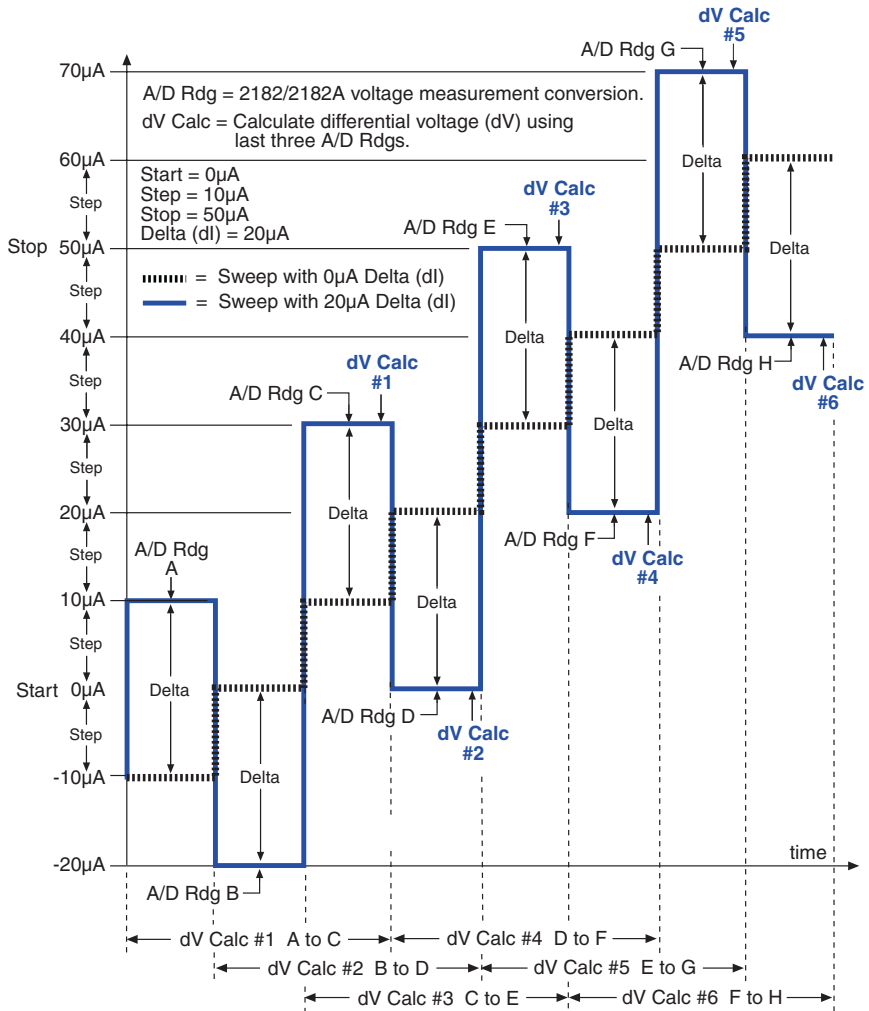 dV Calc
#5
A/D Rdg G
70µA
A/D Rdg = 2182/2182A voltage measurement conversion.
dV Calc = Calculate differential voltage (dV) using
last three A/D Rdgs.
Delta
60µA
Start = 0µA
Step = 10µA
Stop = 50µA
Delta (dI) = 20µA
Step
dV Calc
#3
A/D Rdg E
Delta
Stop 50µA
= Sweep with 0µA Delta (dI)
= Sweep with 20µA Delta (dI)
Step
Delta
40µA
A/D Rdg H
dV Calc
#6
dV Calc
#1
Step
A/D Rdg C
30µA
Delta
Step
Delta
20µA
A/D Rdg F
dV Calc
#4
A/D Rdg
A
Step
10µA
Delta
Step
Delta
Start 0µA
A/D Rdg D
dV Calc
#2
Step
Delta
-10µA
time
-20µA
A/D Rdg B
dV Calc #1 A to C
dV Calc #4 D to F
dV Calc #2 B to D
dV Calc #5 E to G
dV Calc #3 C to E
dV Calc #6 F to H